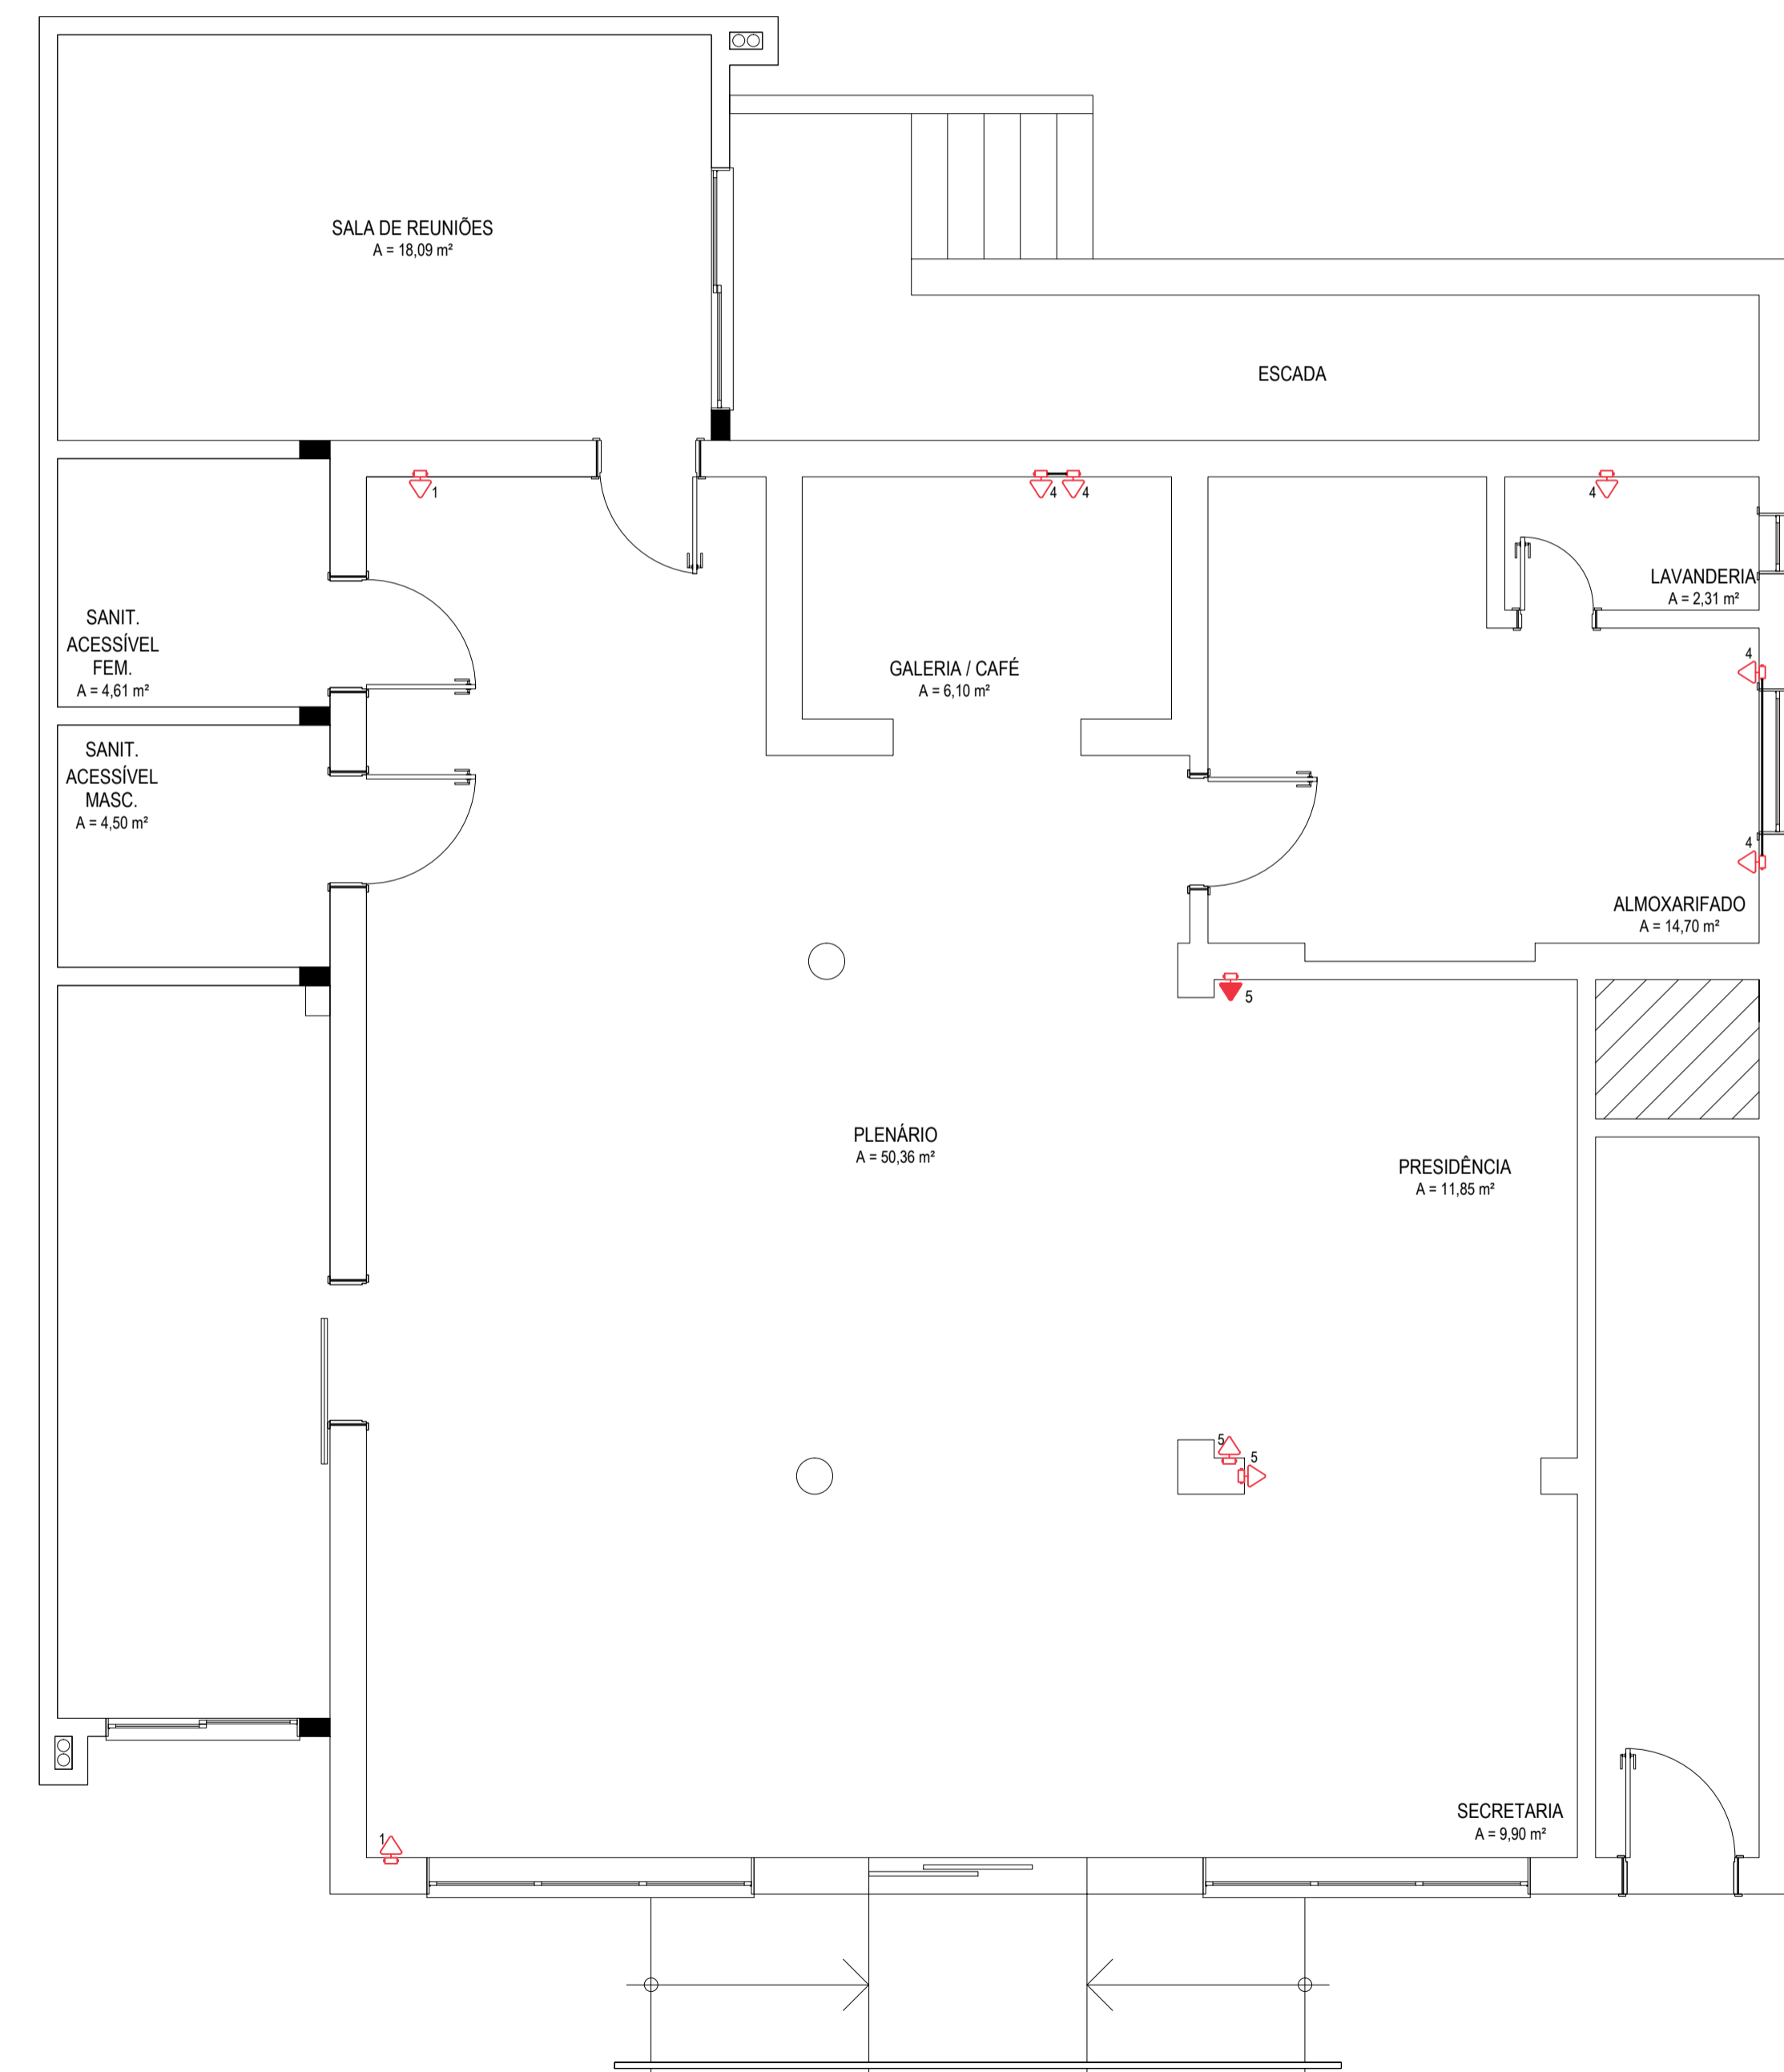 SALA DE REUNIÕES
A = 18,09 m²
ESCADA
1
4
4
4
LAVANDERIA
A = 2,31 m²
SANIT.
ACESSÍVEL
FEM.
A = 4,61 m²
GALERIA / CAFÉ
A = 6,10 m²
4
SANIT.
ACESSÍVEL
MASC.
A = 4,50 m²
4
ALMOXARIFADO
A = 14,70 m²
5
PLENÁRIO
A = 50,36 m²
PRESIDÊNCIA
A = 11,85 m²
5
5
SECRETARIA
A = 9,90 m²
1